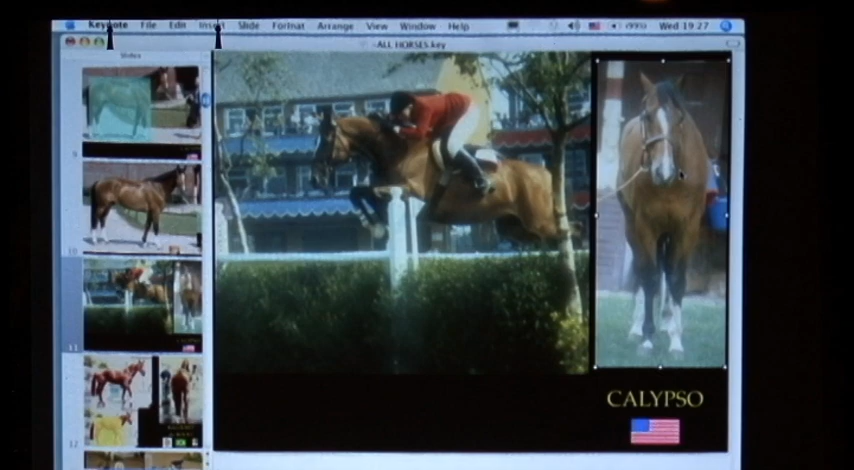 Keynote File Edit Insert Slide Format Arrange View Window Help (99%) Wed 19:27
ALL HORSES.key
Slides
9
10
11
12
CALYPSO